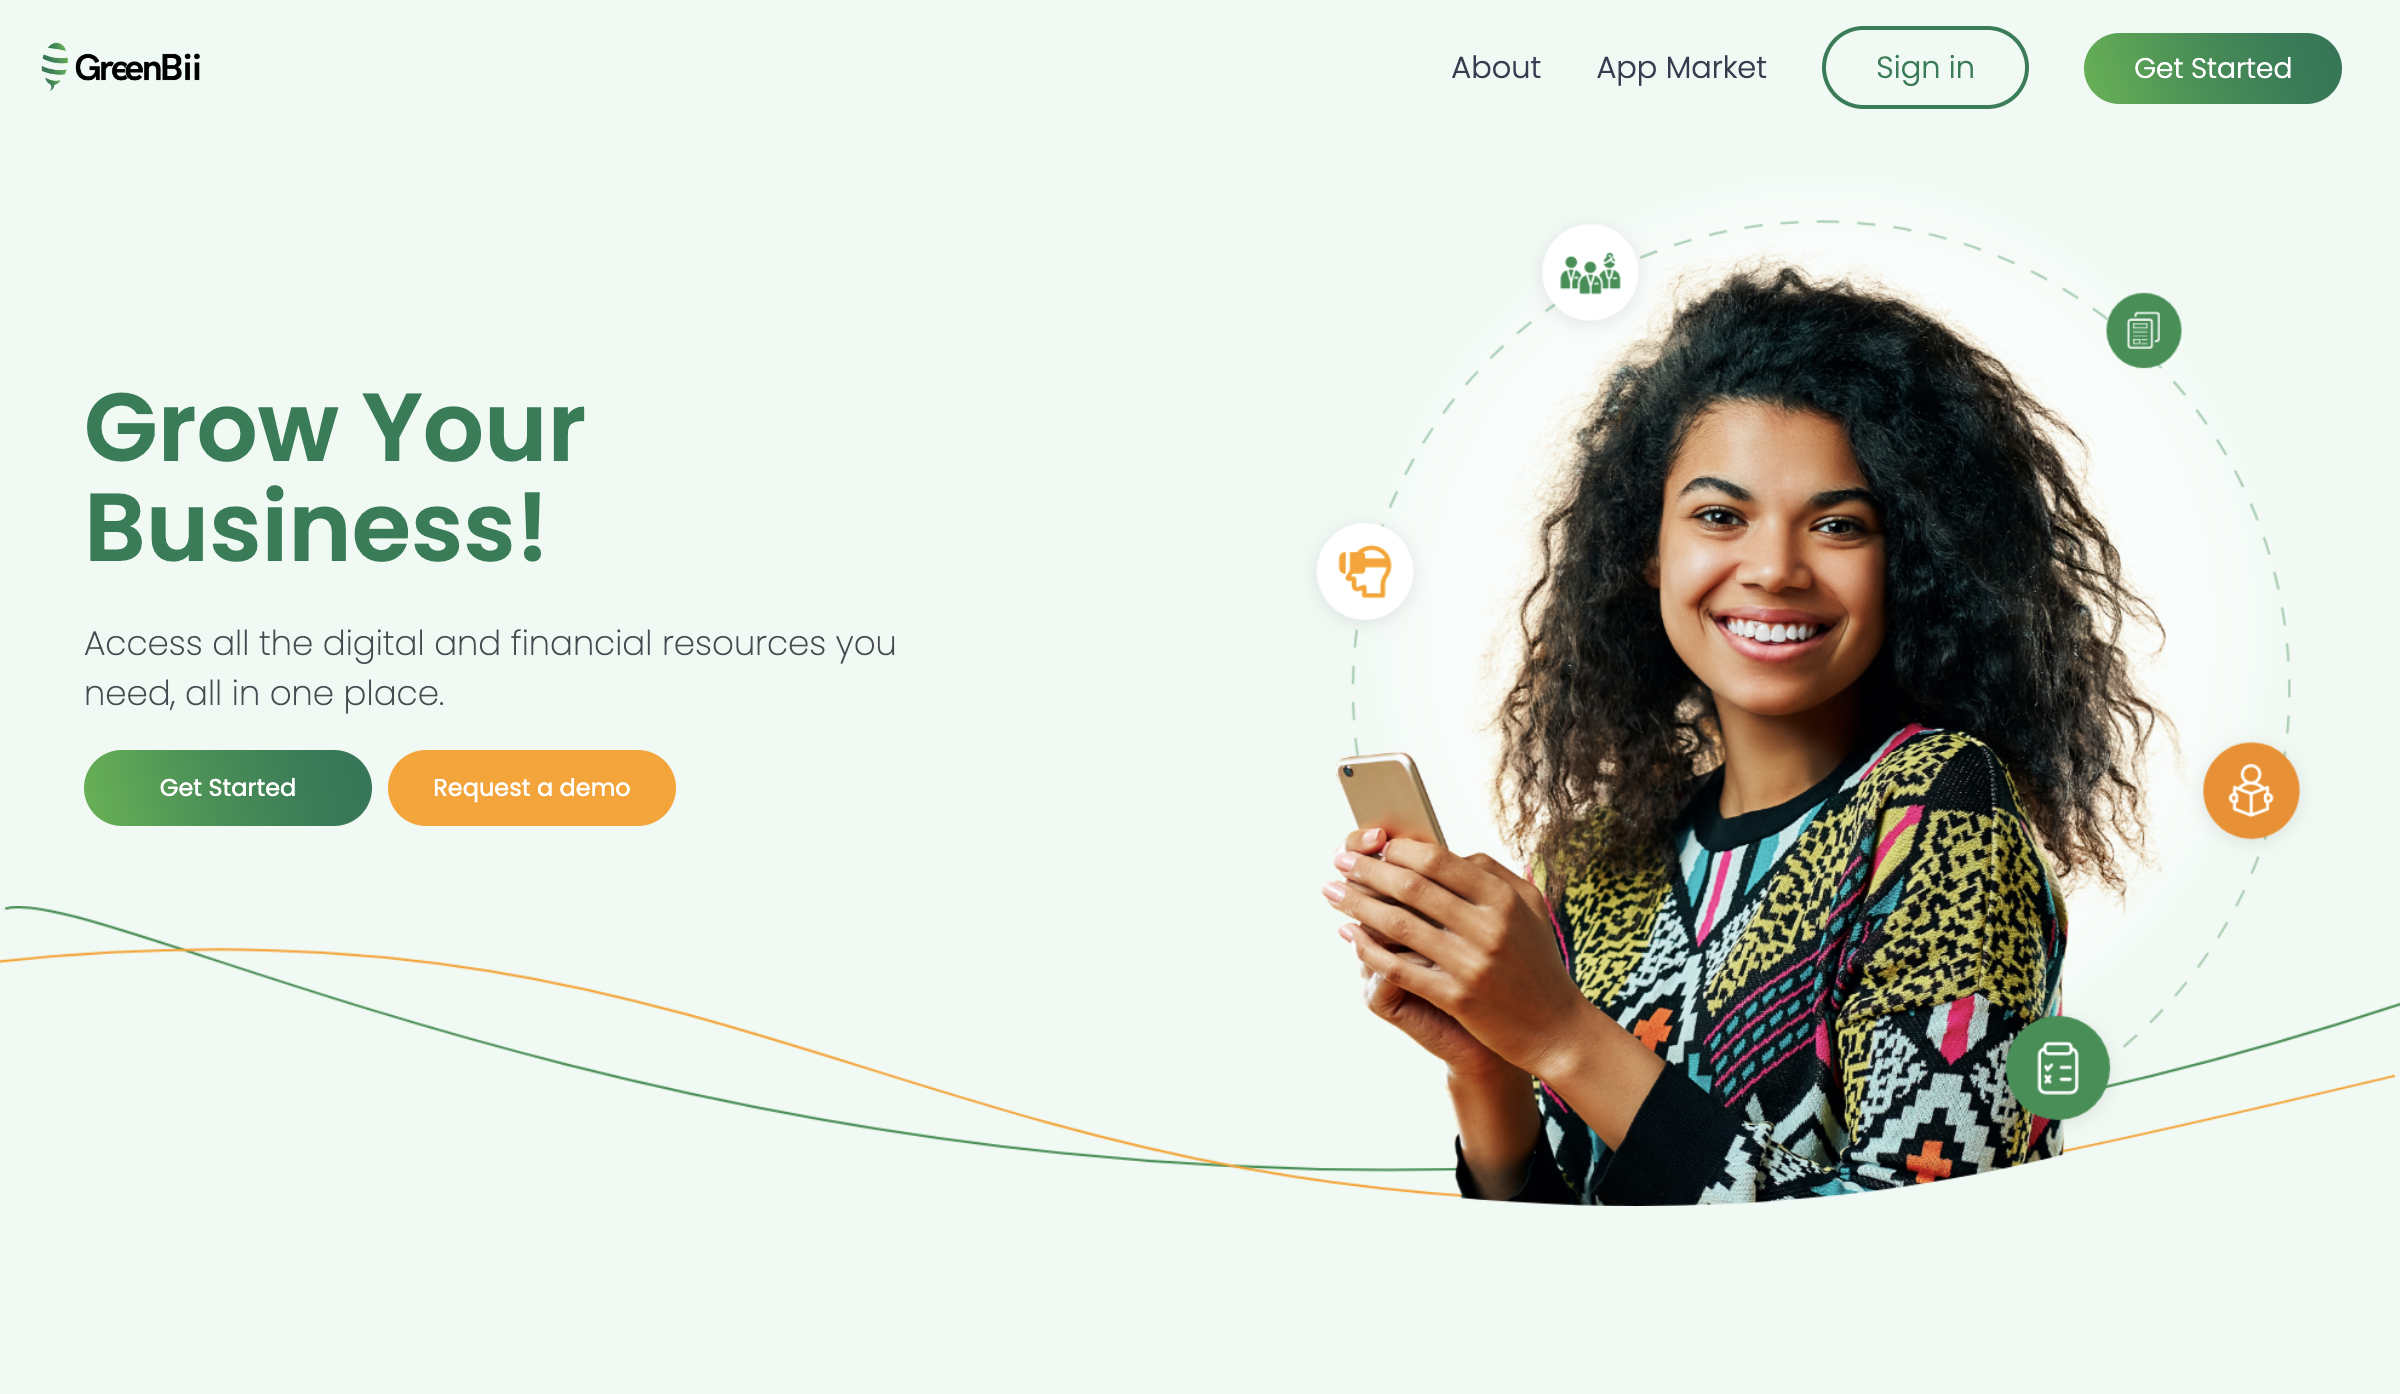 GreenBii
About
App Market
Sign in
Get Started
Grow Your
Business!
Access all the digital and financial resources you
need, all in one place.
Get Started
Request a demo